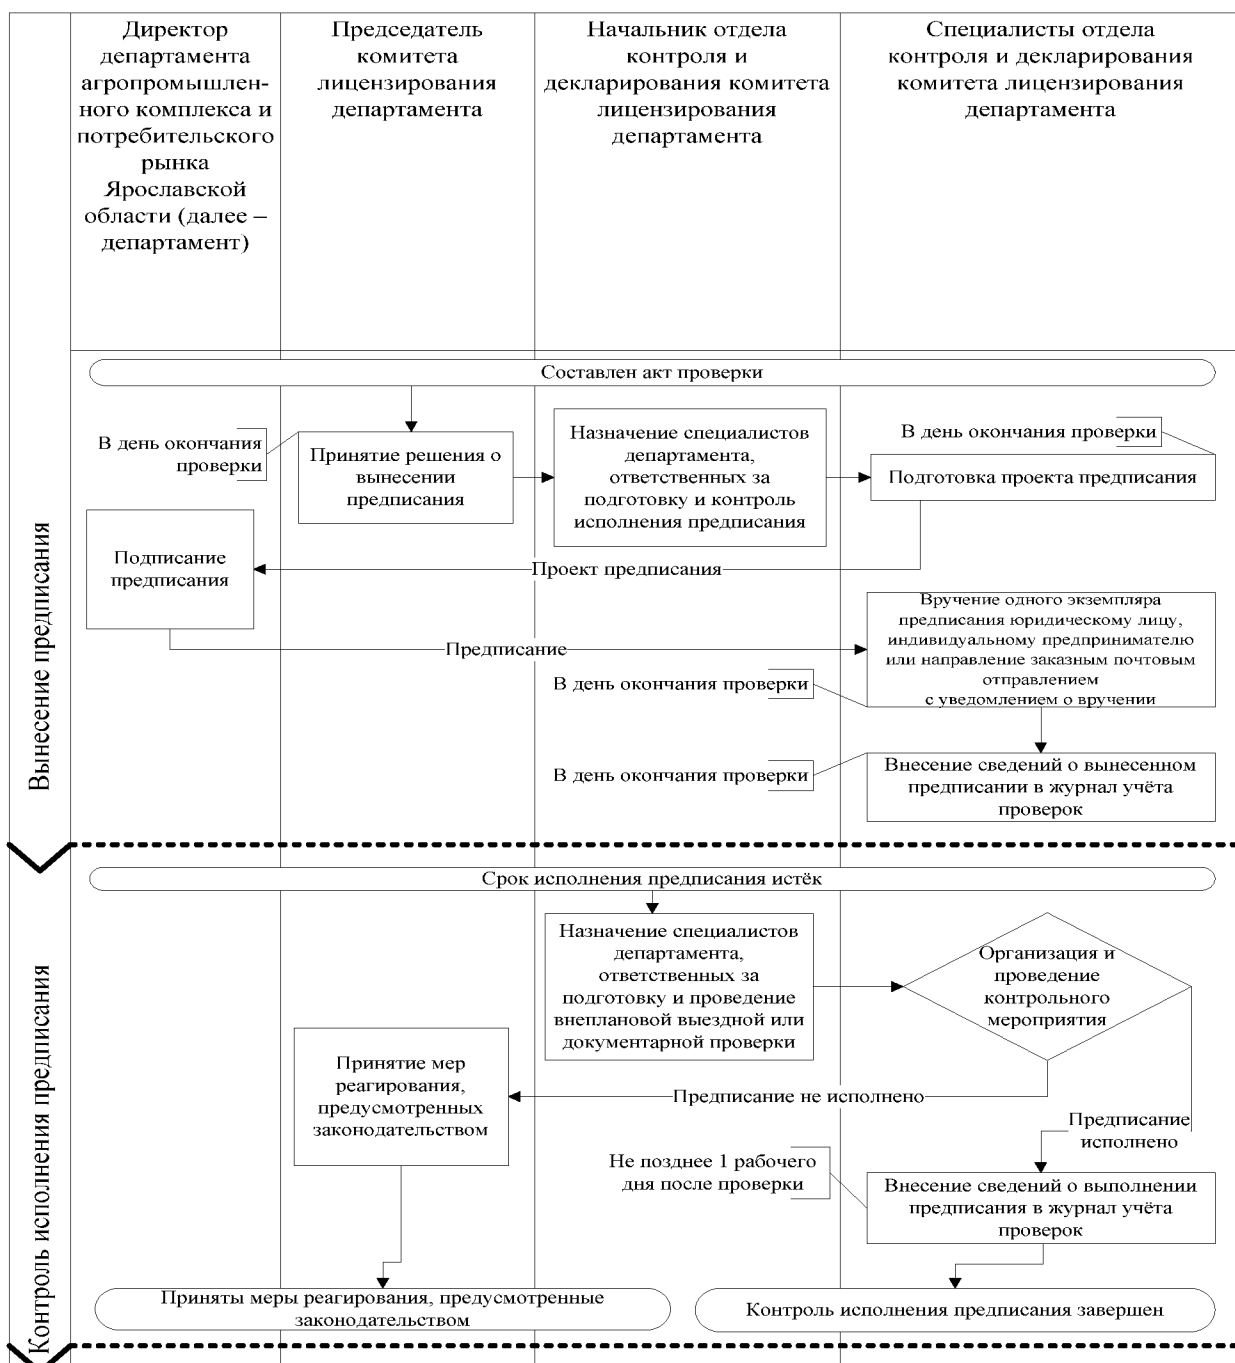 Директор
департамента
агропромышлен-
ного комплекса и
потребительского
рынка
Ярославской
области (далее –
департамент)
Председатель
комитета
лицензирования
департамента
Начальник отдела
контроля и
декларирования комитета
лицензирования
департамента
Специалисты отдела
контроля и декларирования
комитета лицензирования
департамента
Вынесение предписания
Составлен акт проверки
В день окончания
проверки
Принятие решения о
вынесении
предписания
Назначение специалистов
департамента,
ответственных за
подготовку и контроль
исполнения предписания
В день окончания проверки
Подготовка проекта предписания
Подписание
предписания
Проект предписания
Предписание
Вручение одного экземпляра
предписания юридическому лицу,
индивидуальному предпринимателю
или направление заказным почтовым
отправлением
с уведомлением о вручении
В день окончания проверки
В день окончания проверки
Внесение сведений о вынесенном
предписании в журнал учёта
проверок
Контроль исполнения предписания
Срок исполнения предписания истёк
Назначение специалистов
департамента,
ответственных за
подготовку и проведение
внеплановой выездной или
документарной проверки
Организация и
проведение
контрольного
мероприятия
Принятие мер
реагирования,
предусмотренных
законодательством
Предписание не исполнено
Предписание
исполнено
Не позднее 1 рабочего
дня после проверки
Внесение сведений о выполнении
предписания в журнал учёта
проверок
Приняты меры реагирования, предусмотренные
законодательством
Контроль исполнения предписания завершен